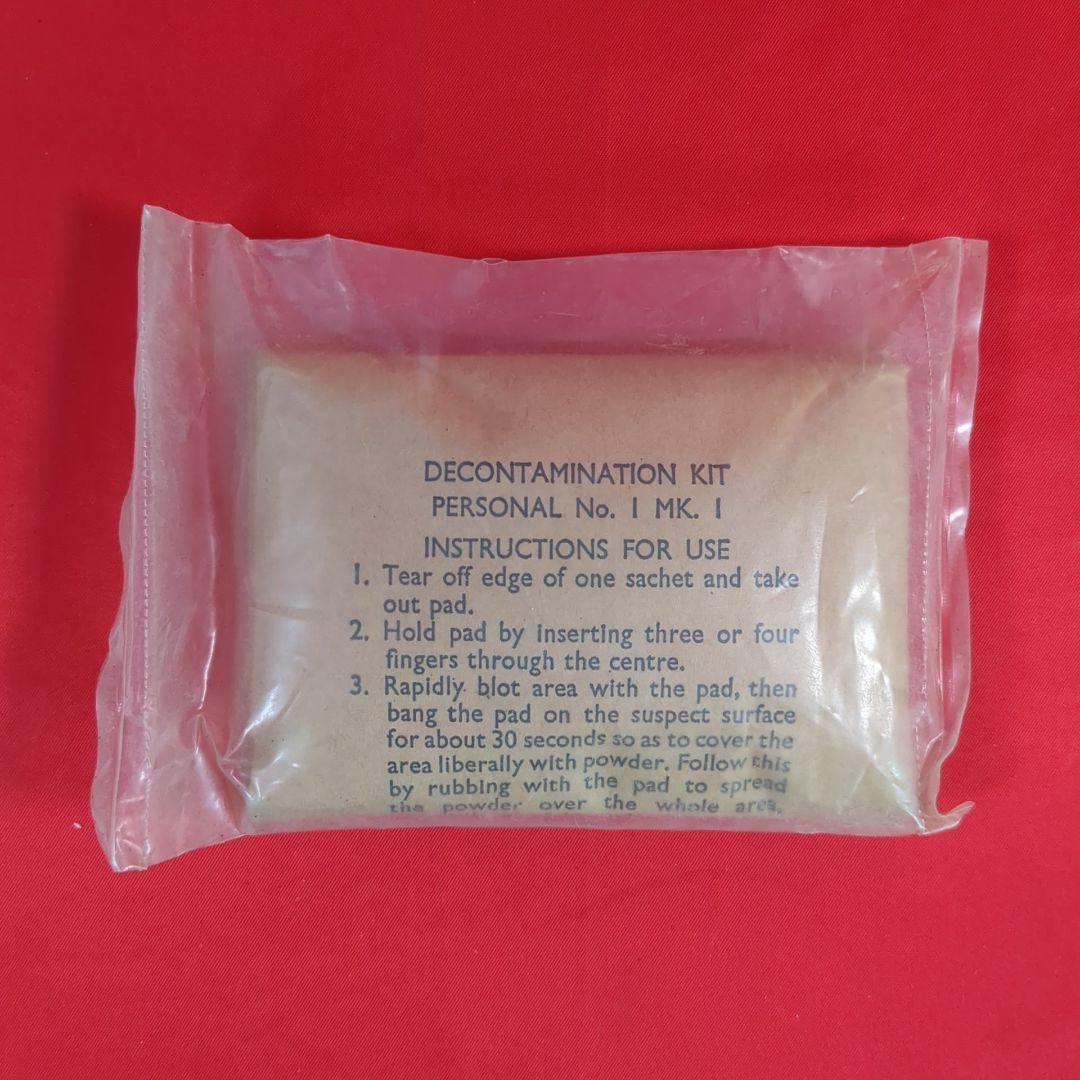 DECONTAMINATION KIT
PERSONAL No. 1 MK. 1
INSTRUCTIONS FOR USE
1. Tear off edge of one sachet and take
out pad.
2. Hold pad by inserting three or four
fingers through the centre.
3. Rapidly blot area with the pad, then
bang the pad on the suspect surface
for about 30 seconds so as to cover the
area liberally with powder. Follow this
by rubbing with the pad to spread
the powder over the whole area.